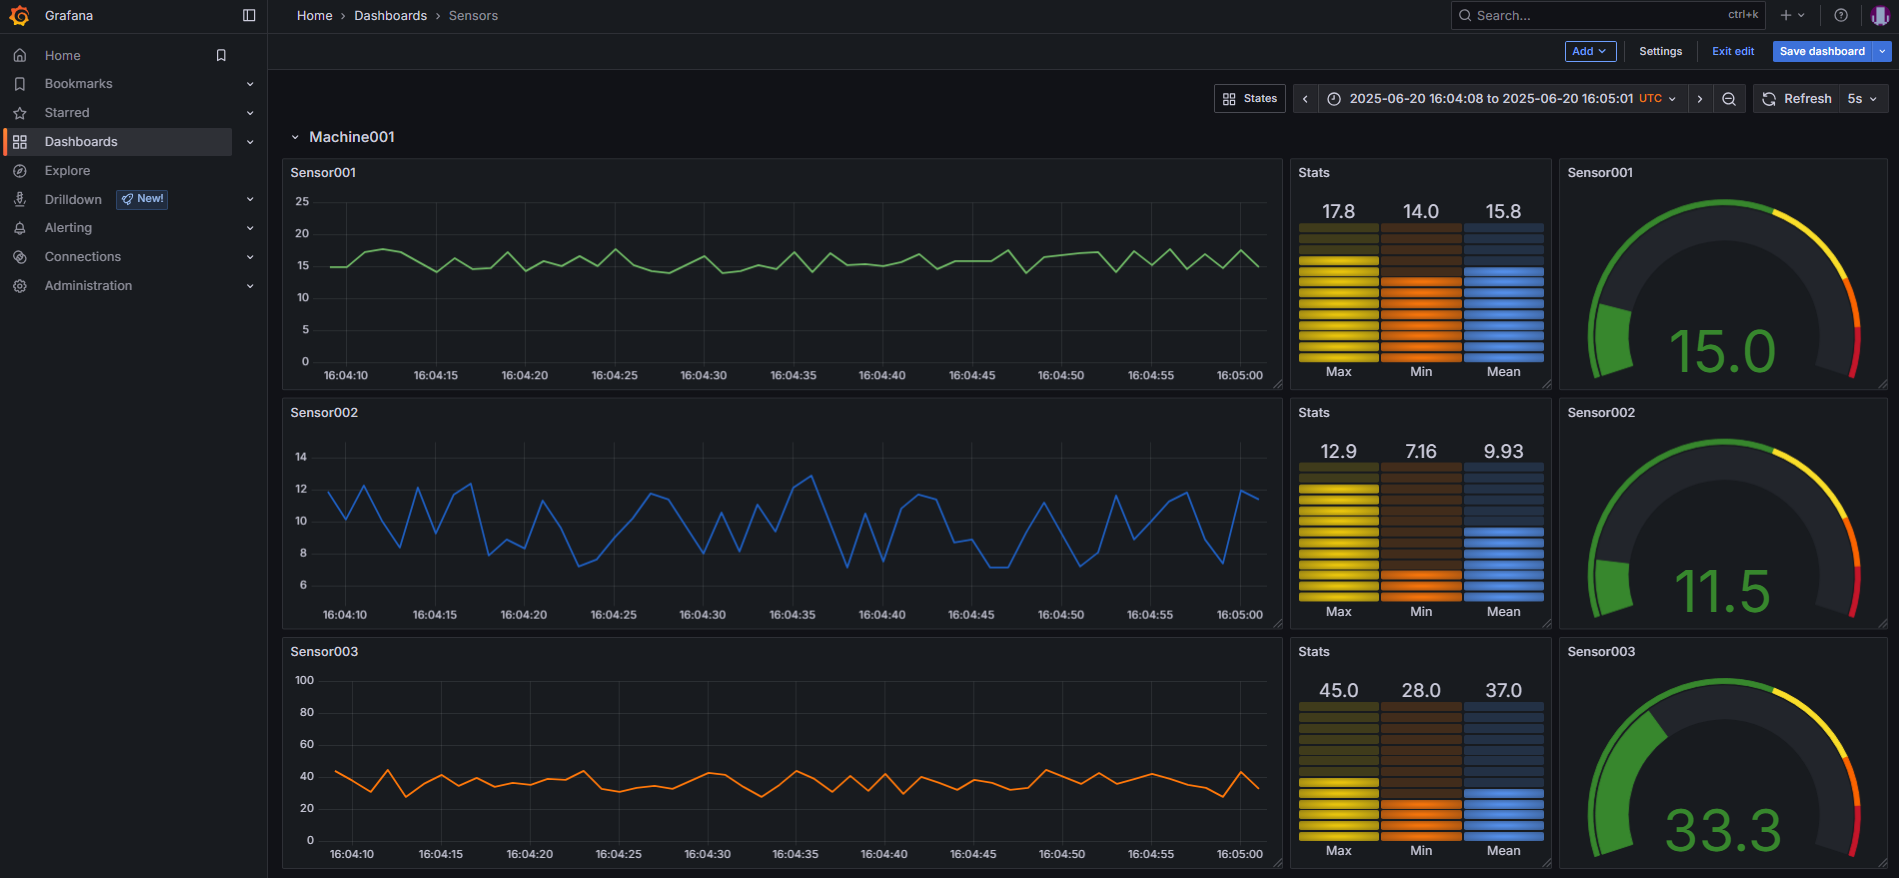 Grafana
Home › Dashboards › Sensors
Search...
ctrl+k
Home
Bookmarks
Starred
Dashboards
Explore
Drilldown
New!
Alerting
Connections
Administration
Add
Settings
Exit edit
Save dashboard
States
2025-06-20 16:04:08 to 2025-06-20 16:05:01 UTC
Refresh
5s
Machine001
Sensor001
25
20
15
10
5
0
16:04:10 16:04:15 16:04:20 16:04:25 16:04:30 16:04:35 16:04:40 16:04:45 16:04:50 16:04:55 16:05:00
Stats
17.8 14.0 15.8
Max Min Mean
Sensor001
15.0
Sensor002
14
12
10
8
6
16:04:10 16:04:15 16:04:20 16:04:25 16:04:30 16:04:35 16:04:40 16:04:45 16:04:50 16:04:55 16:05:00
Stats
12.9 7.16 9.93
Max Min Mean
Sensor002
11.5
Sensor003
100
80
60
40
20
0
16:04:10 16:04:15 16:04:20 16:04:25 16:04:30 16:04:35 16:04:40 16:04:45 16:04:50 16:04:55 16:05:00
Stats
45.0 28.0 37.0
Max Min Mean
Sensor003
33.3